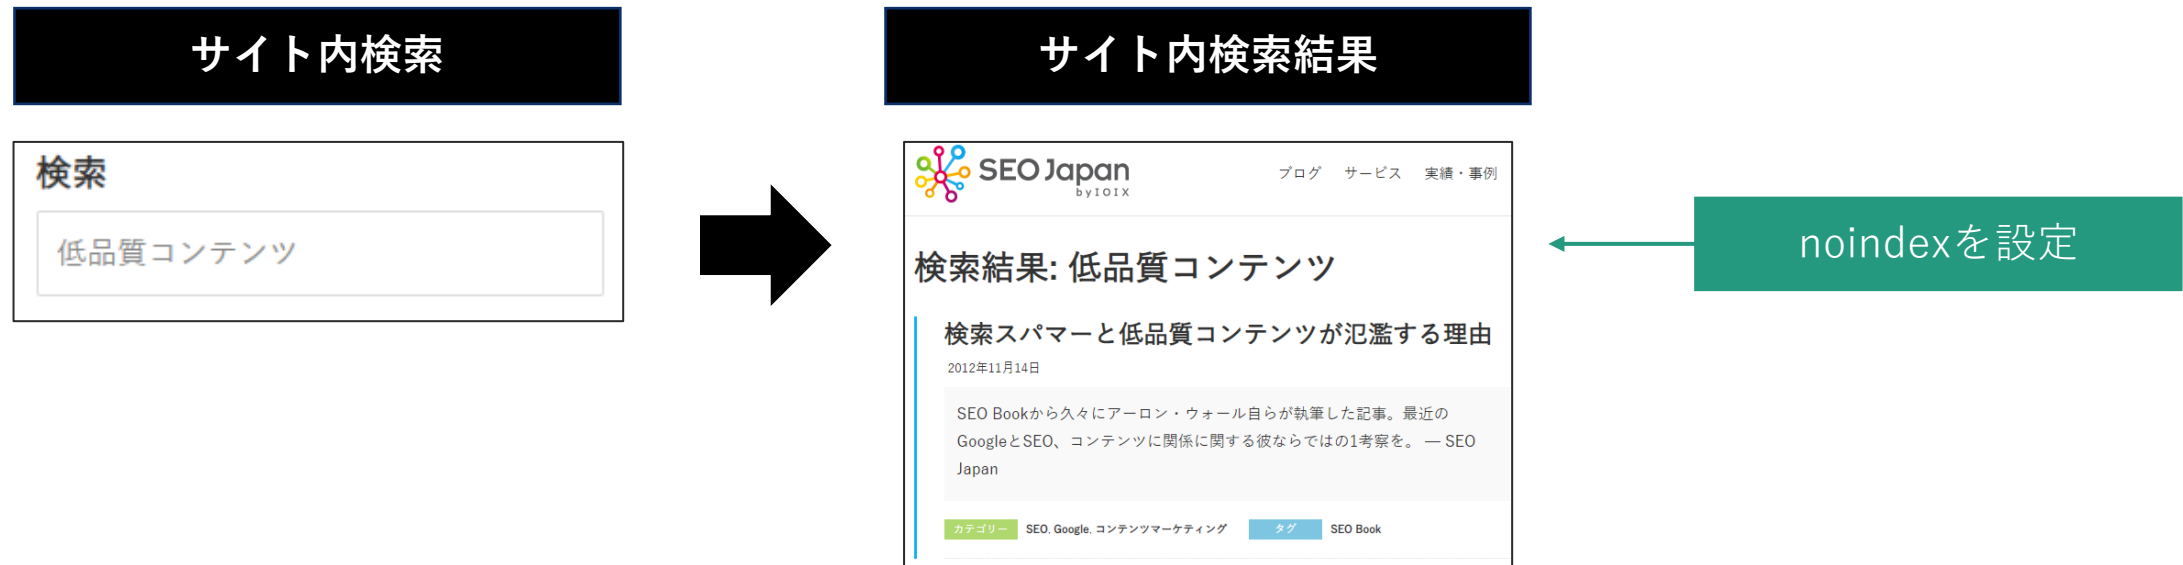 サイト内検索
検索
低品質コンテンツ
サイト内検索結果
SEO Japan
by IOIX
ブログ サービス 実績・事例
検索結果: 低品質コンテンツ
検索スパマーと低品質コンテンツが氾濫する理由
2012年11月14日
SEO Bookから久々にアーロン・ウォール自らが執筆した記事。最近の
GoogleとSEO、コンテンツに関係に関する彼ならではの1考察を。 — SEO
Japan
カテゴリー SEO, Google, コンテンツマーケティング タグ SEO Book
noindexを設定